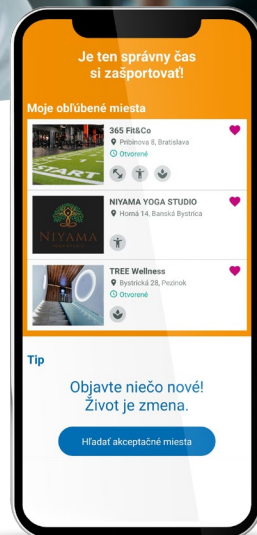 Je ten správny čas
si zašportovať!
Moje obľúbené miesta
START
365 Fit&Co
Pribinova 8, Bratislava
Otvorené
NIYAMA
NIYAMA YOGA STUDIO
Horná 14, Banská Bystrica
TREE Wellness
Bystrická 28, Pezinok
Otvorené
Tip
Objavte niečo nové!
Život je zmena.
Hľadať akceptačné miesta